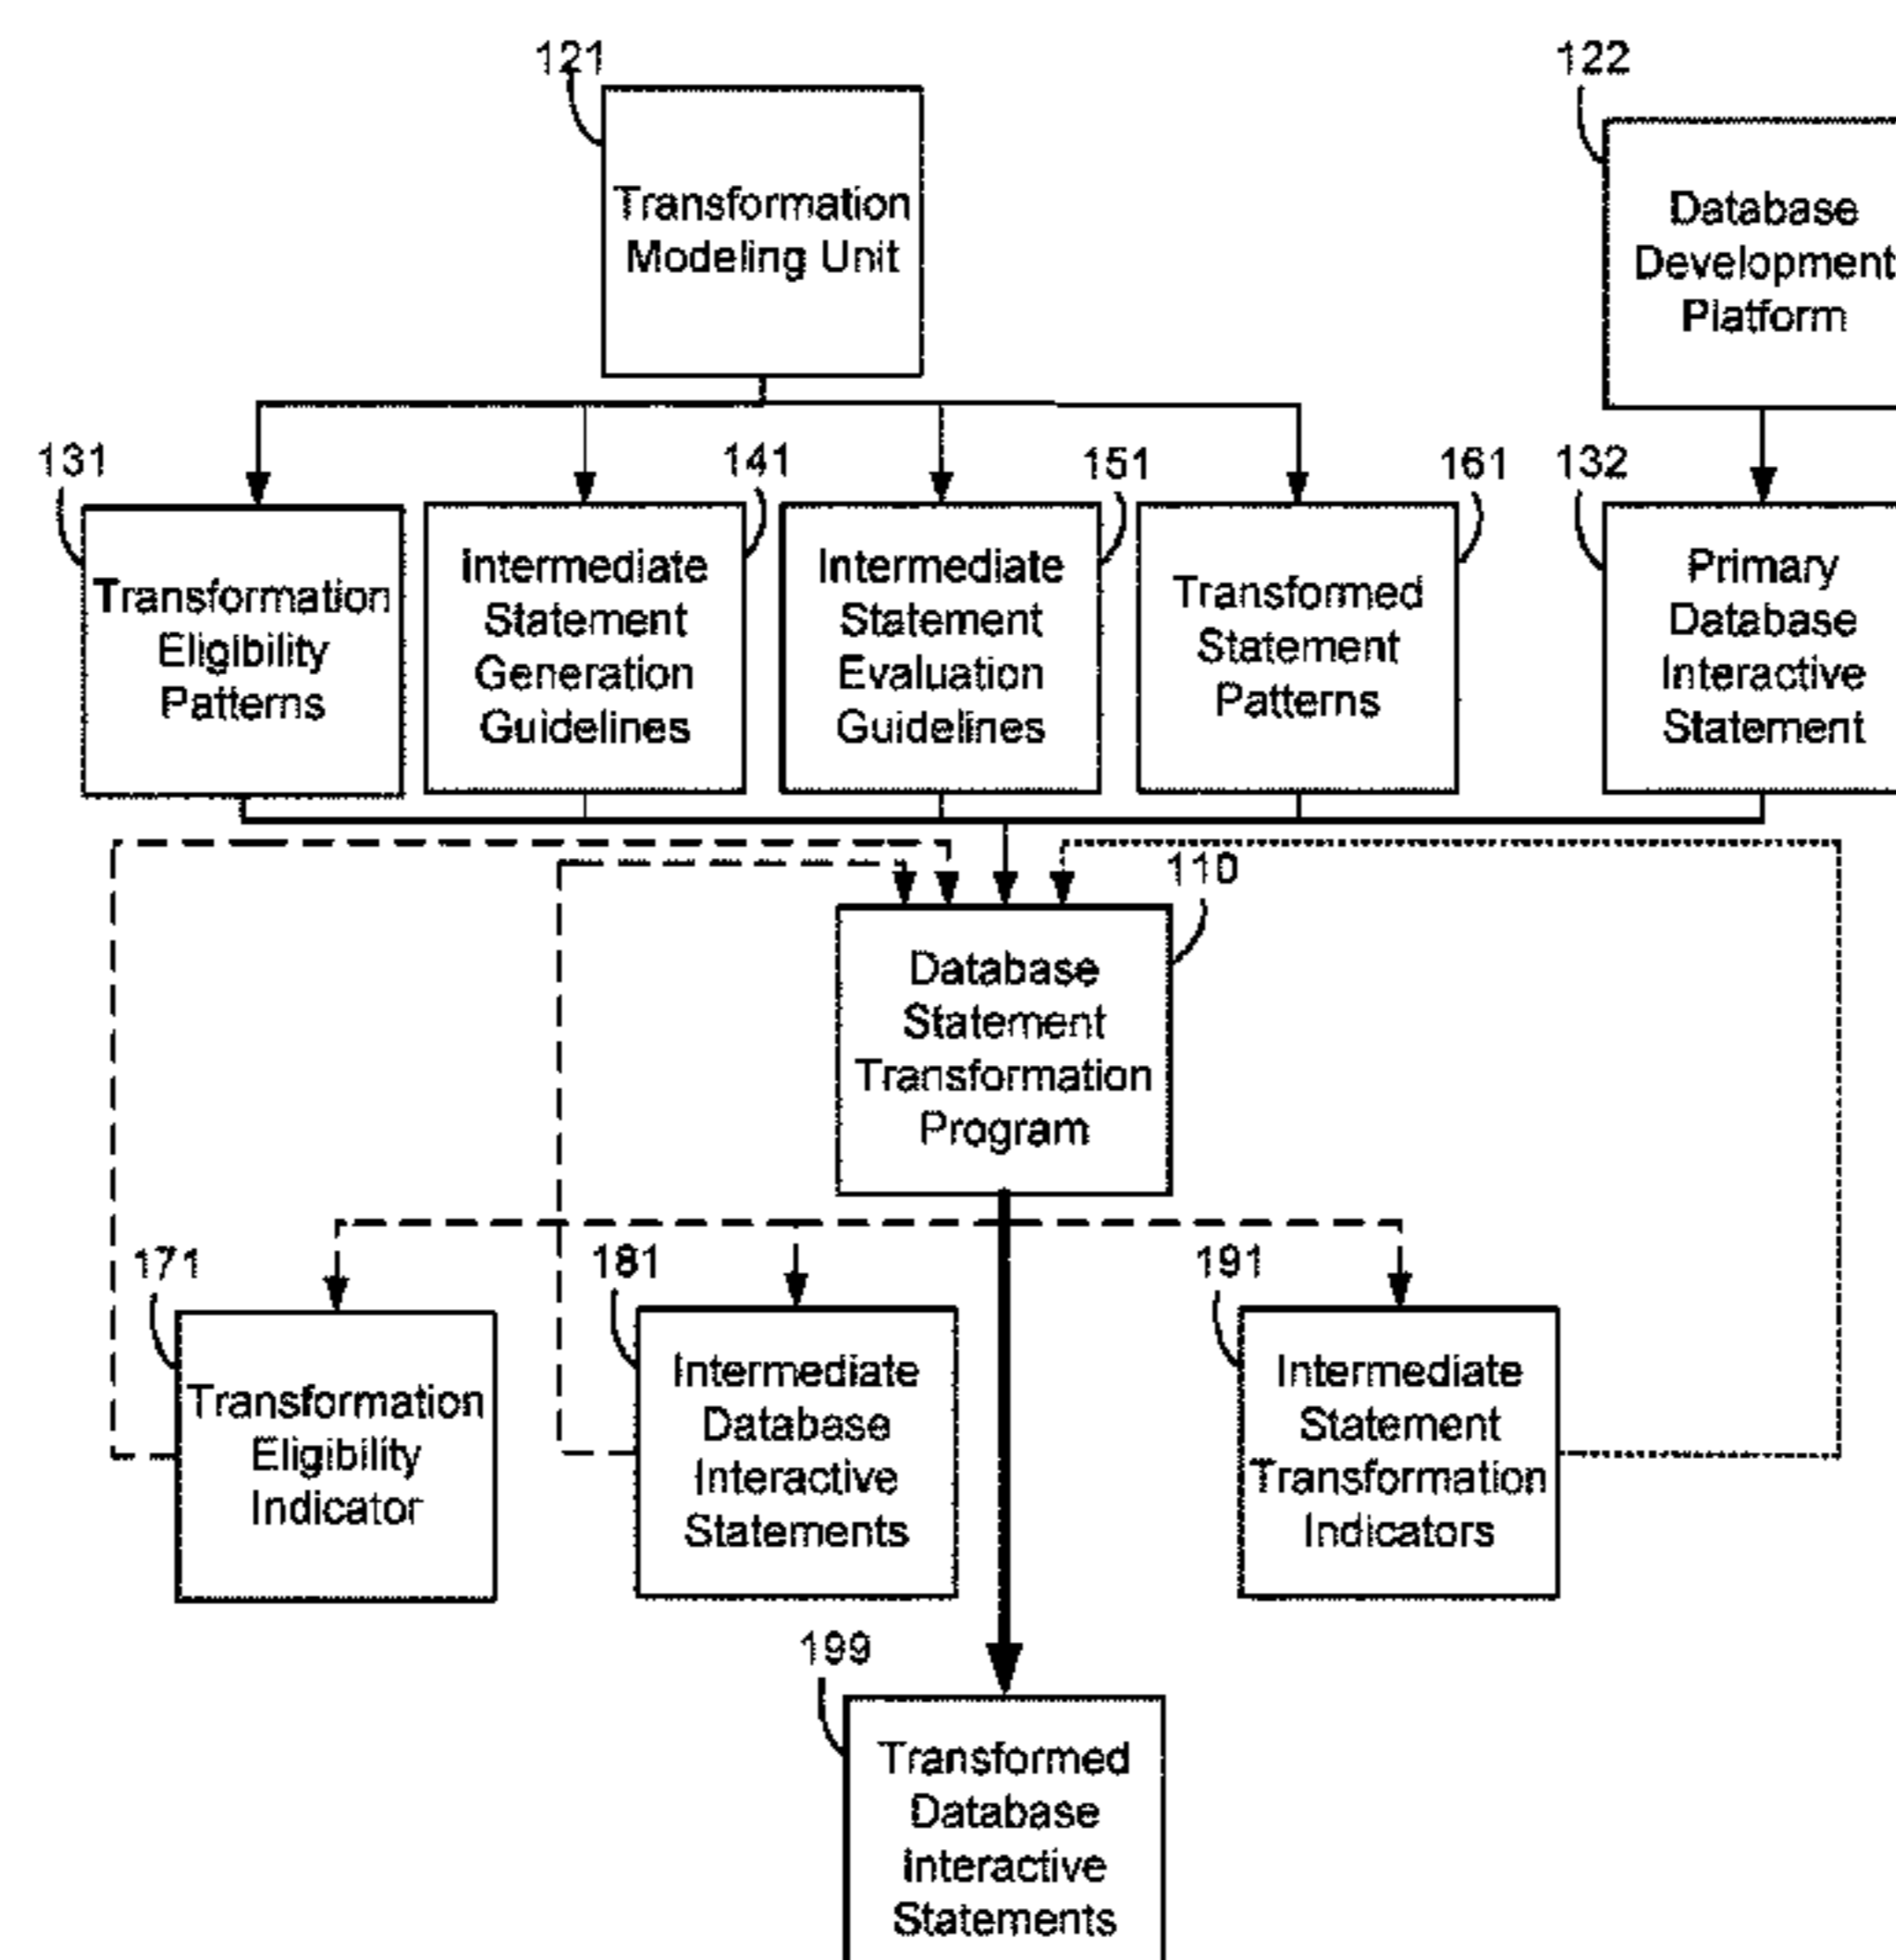 121
122
Transformation
Modeling Unit
Database
Development
Platform
131
141
151
161
132
Transformation
Eligibility
Patterns
Intermediate
Statement
Generation
Guidelines
Intermediate
Statement
Evaluation
Guidelines
Transformed
Statement
Patterns
Primary
Database
Interactive
Statement
110
Database
Statement
Transformation
Program
171
181
191
Transformation
Eligibility
Indicator
Intermediate
Database
Interactive
Statements
Intermediate
Statement
Transformation
Indicators
199
Transformed
Database
Interactive
Statements